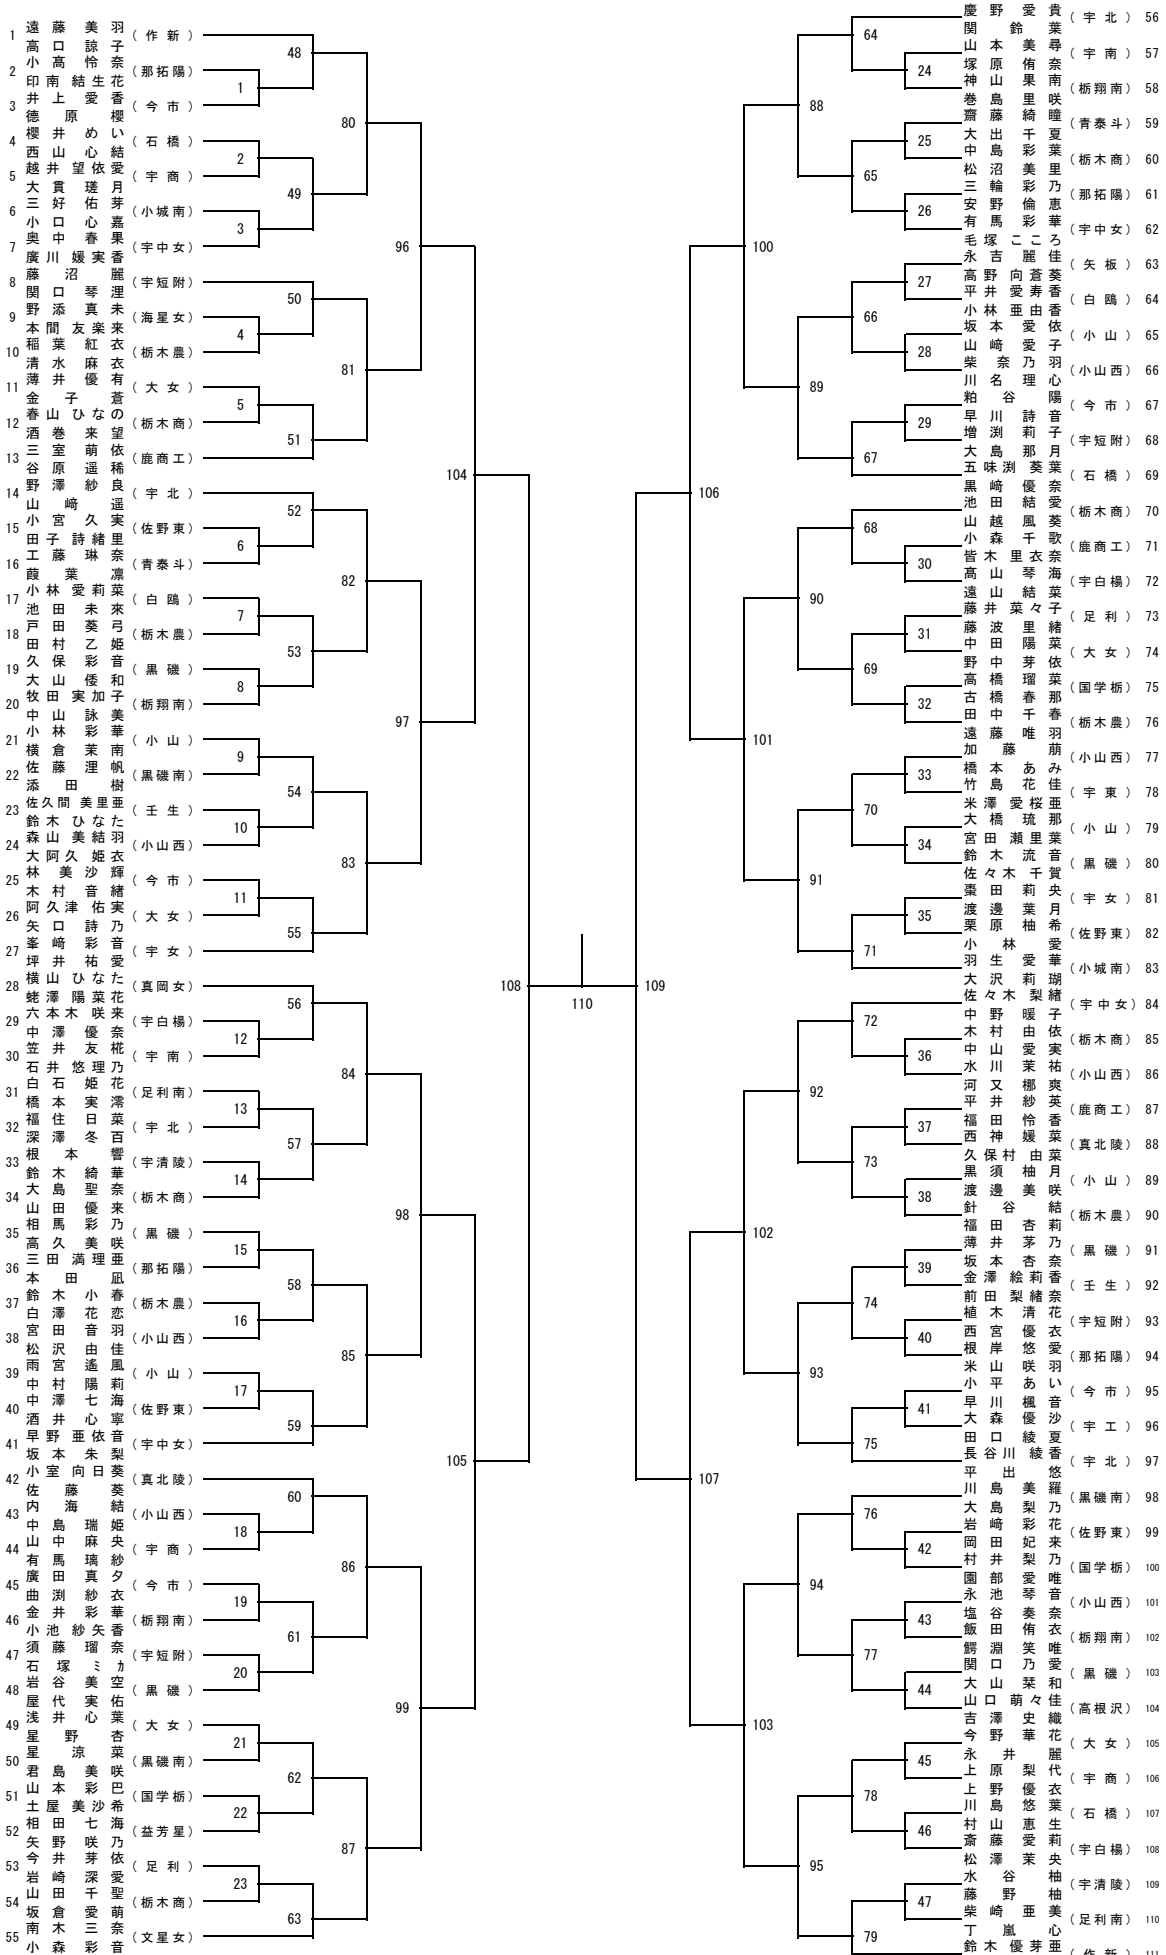 1 遠藤美羽 (作新)
高口諒子
2 小髙怜奈 (那拓陽)
印南結生花
3 井上愛香 (今市)
德原櫻
4 櫻井めい (石橋)
西山心結
5 越井望依愛 (宇商)
大貫瑳月
6 三好佑芽 (小城南)
小口心嘉
7 奥中春果 (宇中女)
廣川媛実香
8 藤沼麗 (宇短附)
関口琴浬
9 野添真未 (海星女)
本間友楽来
10 稲葉紅衣 (栃木農)
清水麻衣
11 薄井優有 (大女)
金子蒼
12 春山ひなの (栃木商)
酒巻来望
13 三室萌依 (鹿商工)
谷原遥稀
14 野澤紗良 (宇北)
山﨑遥
15 小宮久実 (佐野東)
田子詩緒里
16 工藤琳奈 (青泰斗)
葭葉凛
17 小林愛莉菜 (白鴎)
池田未來
18 戸田葵弓 (栃木農)
田村乙姫
19 久保彩音 (黒磯)
大山倭和
20 牧田実加子 (栃翔南)
中山詠美
21 小林彩華 (小山)
横倉茉南
22 佐藤浬帆 (黒磯南)
添田樹
23 佐久間美里亜 (壬生)
鈴木ひなた
24 森山美結羽 (小山西)
大阿久姫衣
25 林美沙輝 (今市)
木村音緒
26 阿久津佑実 (大女)
矢口詩乃
27 峯﨑彩音 (宇女)
坪井祐愛
28 横山ひなた (真岡女)
蛯澤陽菜花
29 六本木咲来 (宇白楊)
中澤優奈
30 笠井友椛 (宇南)
石井悠理乃
31 白石姫花 (足利南)
橋本実澪
32 福住日菜 (宇北)
深澤冬百
33 根本響 (宇清陵)
鈴木綺華
34 大島聖奈 (栃木商)
山田優来
35 相馬彩乃 (黒磯)
高久美咲
36 三田満理亜 (那拓陽)
本田凪
37 鈴木小春 (栃木農)
白澤花恋
38 宮田音羽 (小山西)
松沢由佳
39 雨宮遙風 (小山)
中村陽莉
40 中澤七海 (佐野東)
酒井心寧
41 早野亜依音 (宇中女)
坂本朱梨
42 小室向日葵 (真北陵)
佐藤葵
43 内海結 (小山西)
中島瑞姫
44 山中麻央 (宇商)
有馬璃紗
45 廣田真夕 (今市)
曲渕紗衣
46 金井彩華 (栃翔南)
小池紗矢香
47 須藤瑠奈 (宇短附)
石塚ミカ
48 岩谷美空 (黒磯)
屋代実佑
49 浅井心葉 (大女)
星野杏
50 星涼菜 (黒磯南)
君島美咲
51 山本彩巴 (国学栃)
土屋美沙希
52 相田七海 (益芳星)
矢野咲乃
53 今井芽依 (足利)
岩崎深愛
54 山田千聖 (栃木商)
坂倉愛萌
55 南木三奈 (文星女)
小森彩音
48
1
80
2
49
3
96
50
4
81
5
51
104
52
6
82
7
53
8
97
9
54
10
83
11
55
108
56
12
84
13
57
14
98
15
58
16
85
17
59
105
60
18
86
19
61
20
99
21
62
22
87
23
63
110
109
64
24
88
25
65
26
100
27
66
28
89
29
67
106
68
30
90
31
69
32
101
33
70
34
91
35
71
72
36
92
37
73
38
102
39
74
40
93
41
75
107
76
42
94
43
77
44
103
45
78
46
95
47
79
慶野愛貴 (宇北) 56
関鈴葉
山本美尋 (宇南) 57
塚原侑奈
神山果南 (栃翔南) 58
巻島里咲
齋藤綺瞳 (青泰斗) 59
大出千夏
中島彩葉 (栃木商) 60
松沼美里
三輪彩乃 (那拓陽) 61
安野倫恵
有馬彩華 (宇中女) 62
毛塚こころ
永吉麗佳 (矢板) 63
高野向蒼葵
平井愛寿香 (白鴎) 64
小林亜由香
坂本愛依 (小山) 65
山﨑愛子
柴奈乃羽 (小山西) 66
川名理心
粕谷陽 (今市) 67
早川詩音
増渕莉子 (宇短附) 68
大島那月
五味渕葵葉 (石橋) 69
黒﨑優奈
池田結愛 (栃木商) 70
山越風葵
小森千歌 (鹿商工) 71
皆木里衣奈
髙山琴海 (宇白楊) 72
遠山結菜
藤井菜々子 (足利) 73
藤波里緒
中田陽菜 (大女) 74
野中芽依
高橋瑠菜 (国学栃) 75
古橋春那
田中千春 (栃木農) 76
遠藤唯羽
加藤萠 (小山西) 77
橋本あみ
竹島花佳 (宇東) 78
米澤愛桜亜
大橋琉那 (小山) 79
宮田瀬里葉
鈴木流音 (黒磯) 80
佐々木千賀
棗田莉央 (宇女) 81
渡邊葉月
栗原柚希 (佐野東) 82
小林愛
羽生愛華 (小城南) 83
大沢莉瑚
佐々木梨緒 (宇中女) 84
中野暖子
木村由依 (栃木商) 85
中山愛実
水川茉祐 (小山西) 86
河又梛爽
平井紗英 (鹿商工) 87
福田怜香
西神媛菜 (真北陵) 88
久保村由菜
黒須柚月 (小山) 89
渡邊美咲
針谷結 (栃木農) 90
福田杏莉
薄井茅乃 (黒磯) 91
坂本杏奈
金澤絵莉香 (壬生) 92
前田梨緒奈
植木清花 (宇短附) 93
西宮優衣
根岸悠愛 (那拓陽) 94
米山咲羽
小平あい (今市) 95
早川楓音
大森優沙 (宇工) 96
田口綾夏
長谷川綾香 (宇北) 97
平出悠
川島美羅 (黒磯南) 98
大島梨乃
岩﨑彩花 (佐野東) 99
岡田妃来
村井梨乃 (国学栃) 100
園部愛唯
永池琴音 (小山西) 101
塩谷奏奈
飯田侑衣 (栃翔南) 102
鰐淵笑唯
関口乃愛 (黒磯) 103
大山栞和
山口萌々佳 (高根沢) 104
吉澤史織
今野華花 (大女) 105
永井麗
上原梨代 (宇商) 106
上野優衣
川島悠葉 (石橋) 107
村山恵生
斎藤愛莉 (宇白楊) 108
松澤茉央
水谷柚 (宇清陵) 109
藤野柚
柴崎亜美 (足利南) 110
丁嵐心
鈴木優芽亜